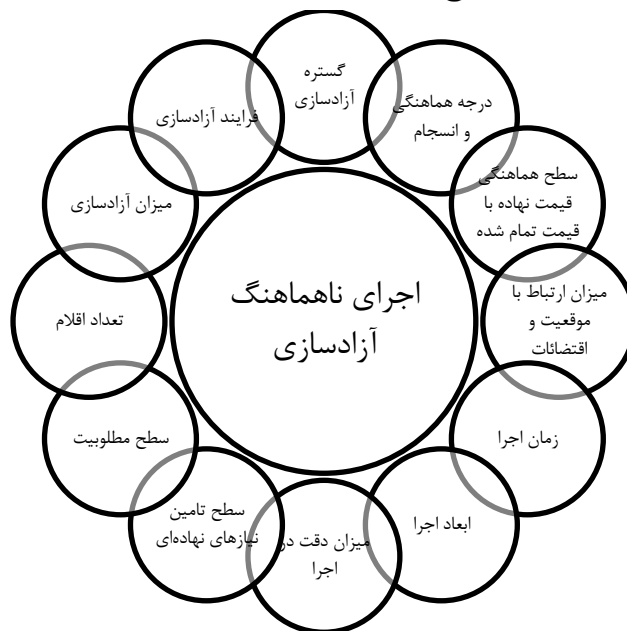 گستره
آزادسازی
درجه هماهنگی
و انسجام
سطح هماهنگی
قیمت نهاده با
قیمت تمام شده
میزان ارتباط با
موقعیت و
اقتضائات
زمان اجرا
ابعاد اجرا
میزان دقت در
اجرا
سطح تامین
نیازهای نهاده‌ای
سطح مطلوبیت
تعداد اقلام
میزان آزادسازی
فرایند آزادسازی
اجرای ناهماهنگ
آزادسازی